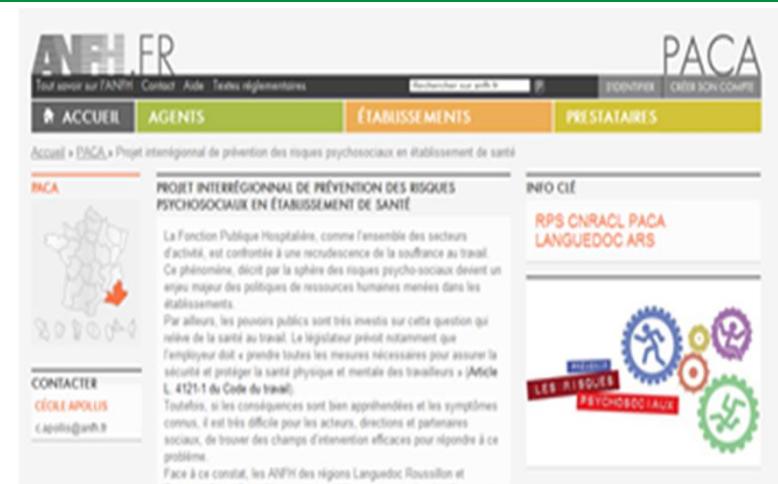 ANFH.FR
PACA
Tout savoir sur l'ANFH Contact Aide Textes réglementaires
Rechercher sur anfh.fr
S'IDENTIFIER CRÉER SON COMPTE
ACCUEIL
AGENTS
ÉTABLISSEMENTS
PRESTATAIRES
Accueil » PACA » Projet interrégionnal de prévention des risques psychosociaux en établissement de santé
PACA
CONTACTER
CÉCILE APOLLIS
c.apollis@anfh.fr
PROJET INTERRÉGIONNAL DE PRÉVENTION DES RISQUES
PSYCHOSOCIAUX EN ÉTABLISSEMENT DE SANTÉ
La Fonction Publique Hospitalière, comme l'ensemble des secteurs
d'activité, est confrontée à une recrudescence de la souffrance au travail.
Ce phénomène, décrit par la sphère des risques psycho-sociaux devient un
enjeu majeur des politiques de ressources humaines menées dans les
établissements.
Par ailleurs, les pouvoirs publics sont très investis sur cette question qui
relève de la santé au travail. Le législateur prévoit notamment que
l'employeur doit « prendre toutes les mesures nécessaires pour assurer la
sécurité et protéger la santé physique et mentale des travailleurs » (Article
L. 4121-1 du Code du travail).
Toutefois, si les conséquences sont bien appréhendées et les symptômes
connus, il est très difficile pour les acteurs, directions et partenaires
sociaux, de trouver des champs d'intervention efficaces pour répondre à ce
problème.
Face à ce constat, les ANFH des régions Languedoc Roussillon et
INFO CLÉ
RPS CNRACL PACA
LANGUEDOC ARS
PRÉVENIR
LES RISQUES
PSYCHOSOCIAUX